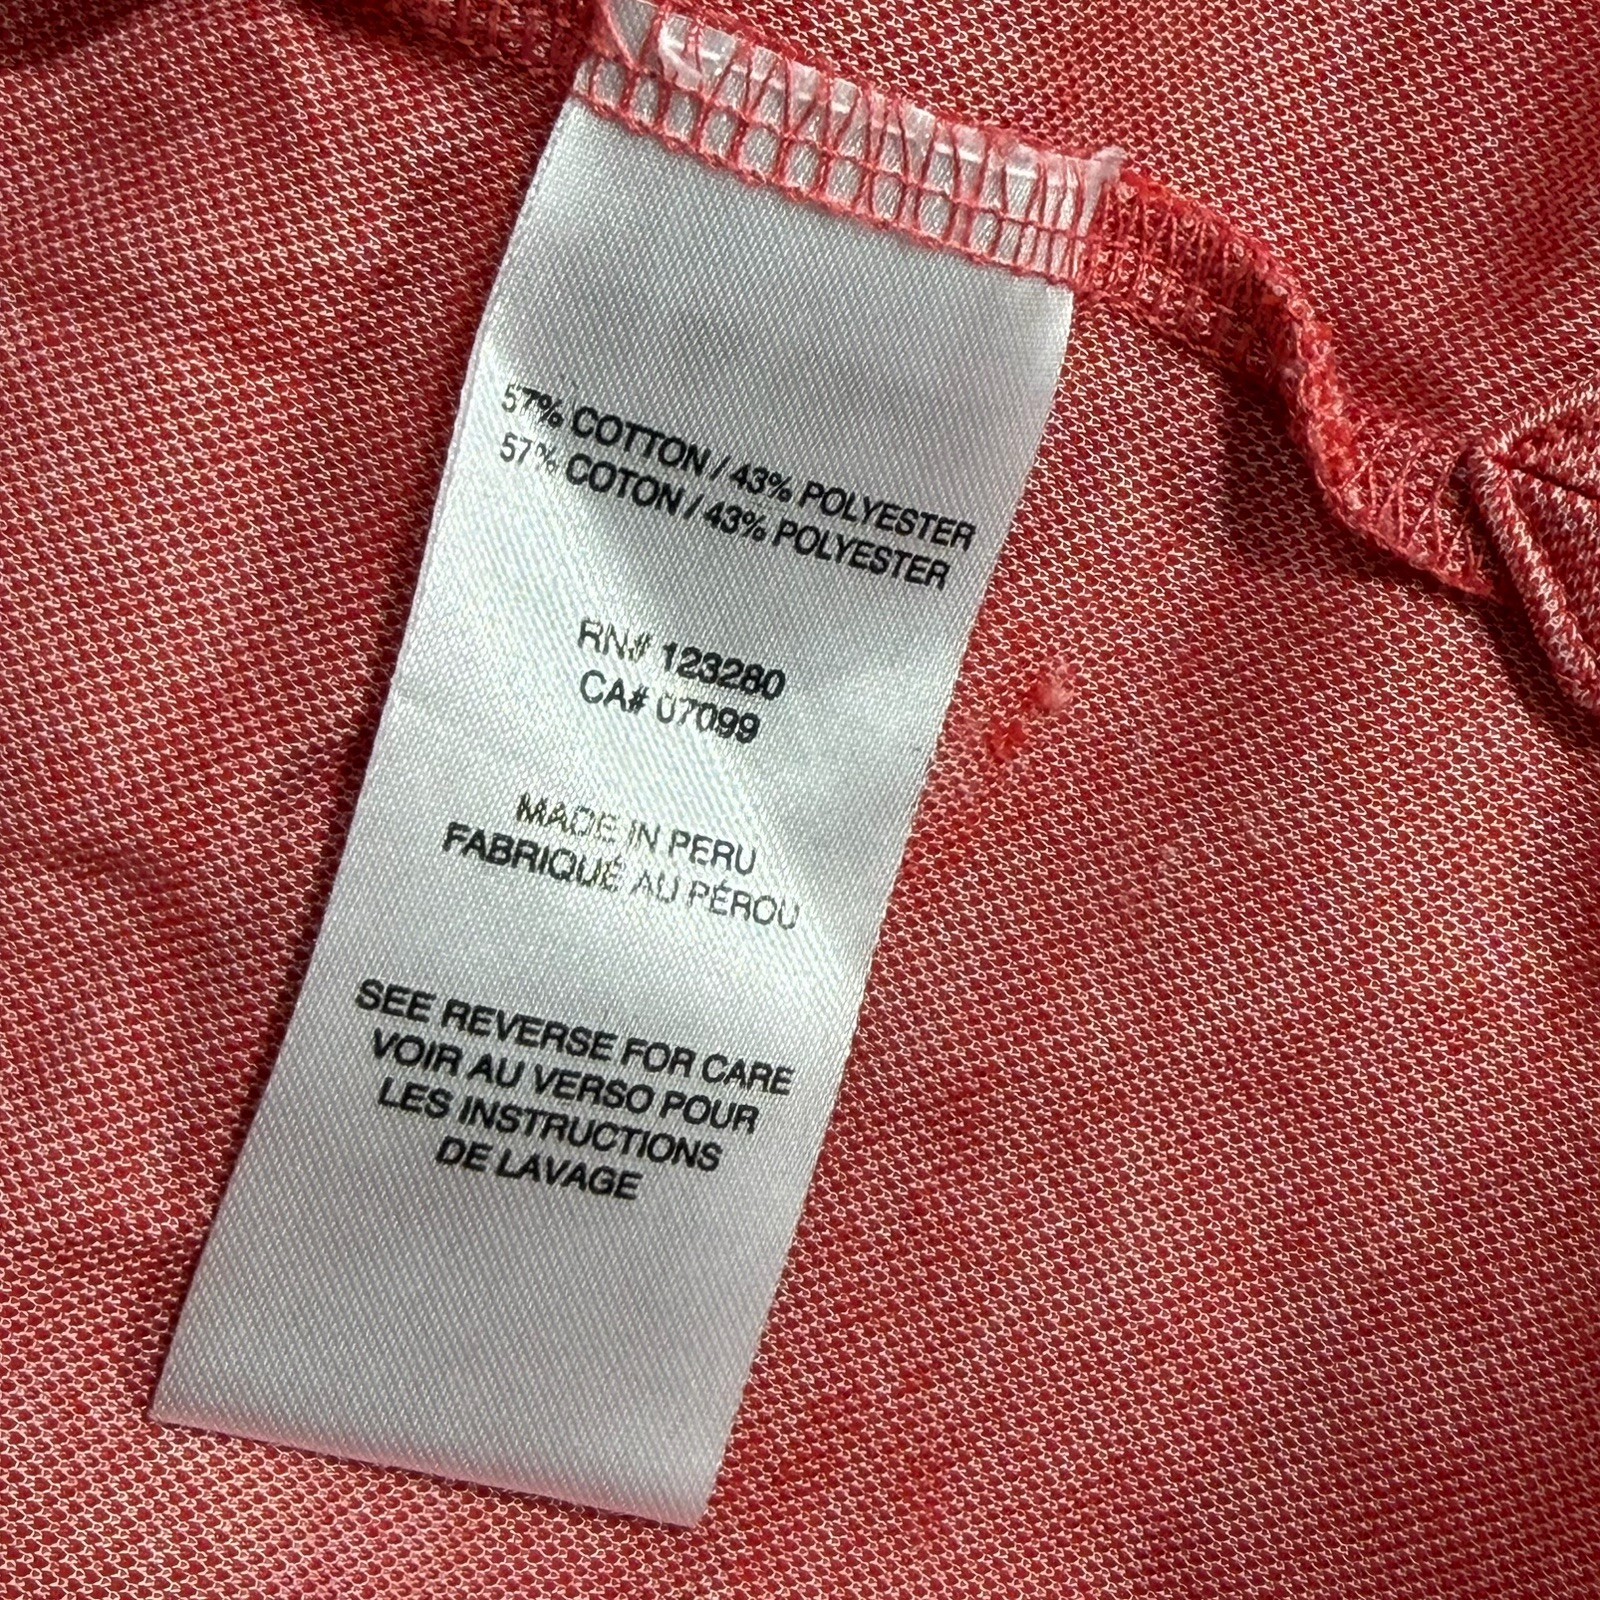 57% COTTON / 43% POLYESTER
57% COTON / 43% POLYESTER
RN# 123280
CA# 07099
MADE IN PERU
FABRIQUÉ AU PÉROU
SEE REVERSE FOR CARE
VOIR AU VERSO POUR
LES INSTRUCTIONS
DE LAVAGE